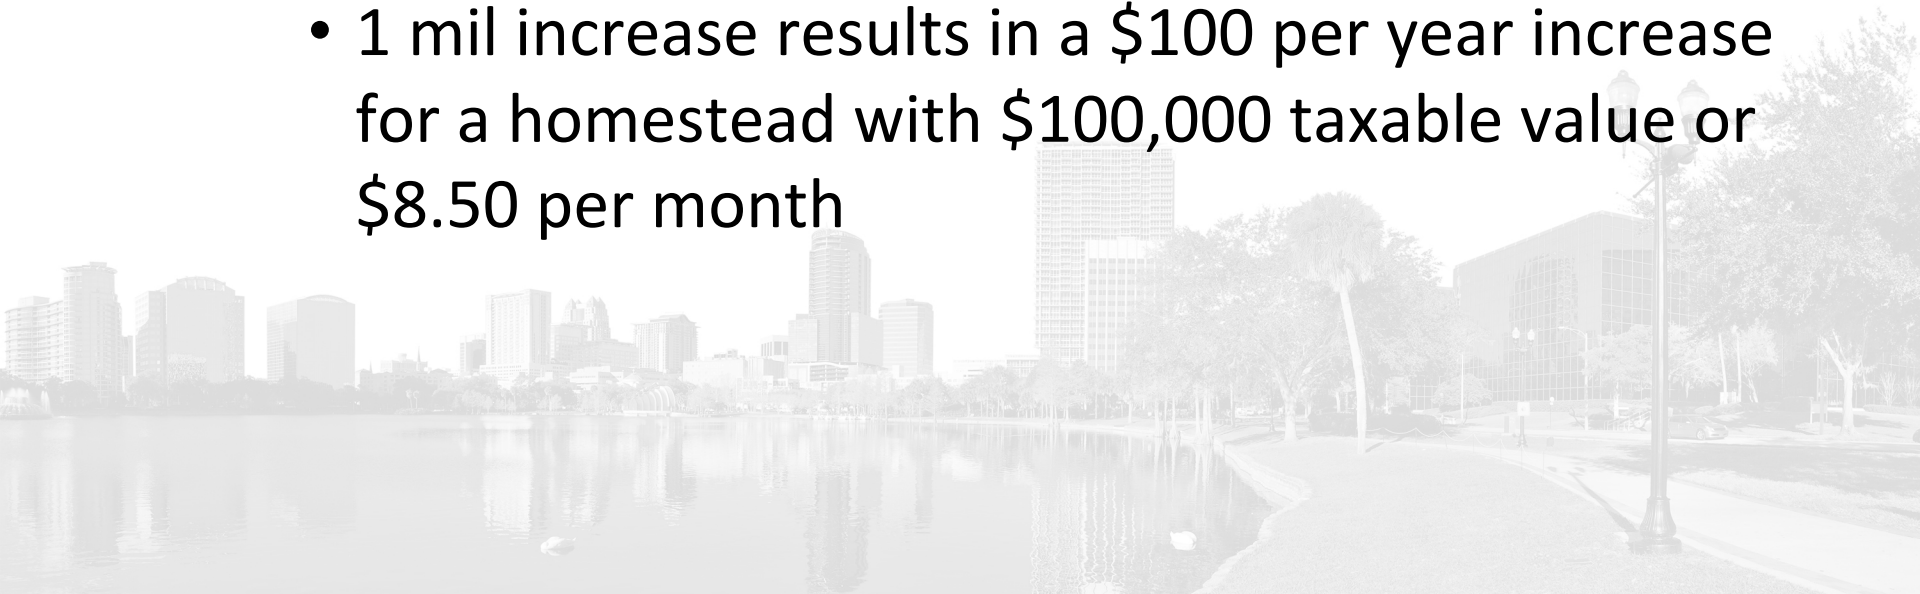 • 1 mil increase results in a $100 per year increase
for a homestead with $100,000 taxable value or
$8.50 per month